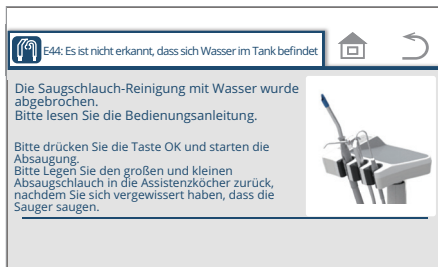 E44: Es ist nicht erkannt, dass sich Wasser im Tank befindet
Die Saugschlauch-Reinigung mit Wasser wurde
abgebrochen.
Bitte lesen Sie die Bedienungsanleitung.
Bitte drücken Sie die Taste OK und starten die
Absaugung.
Bitte Legen Sie den großen und kleinen
Absaugschlauch in die Assistenzköcher zurück,
nachdem Sie sich vergewissert haben, dass die
Sauger saugen.